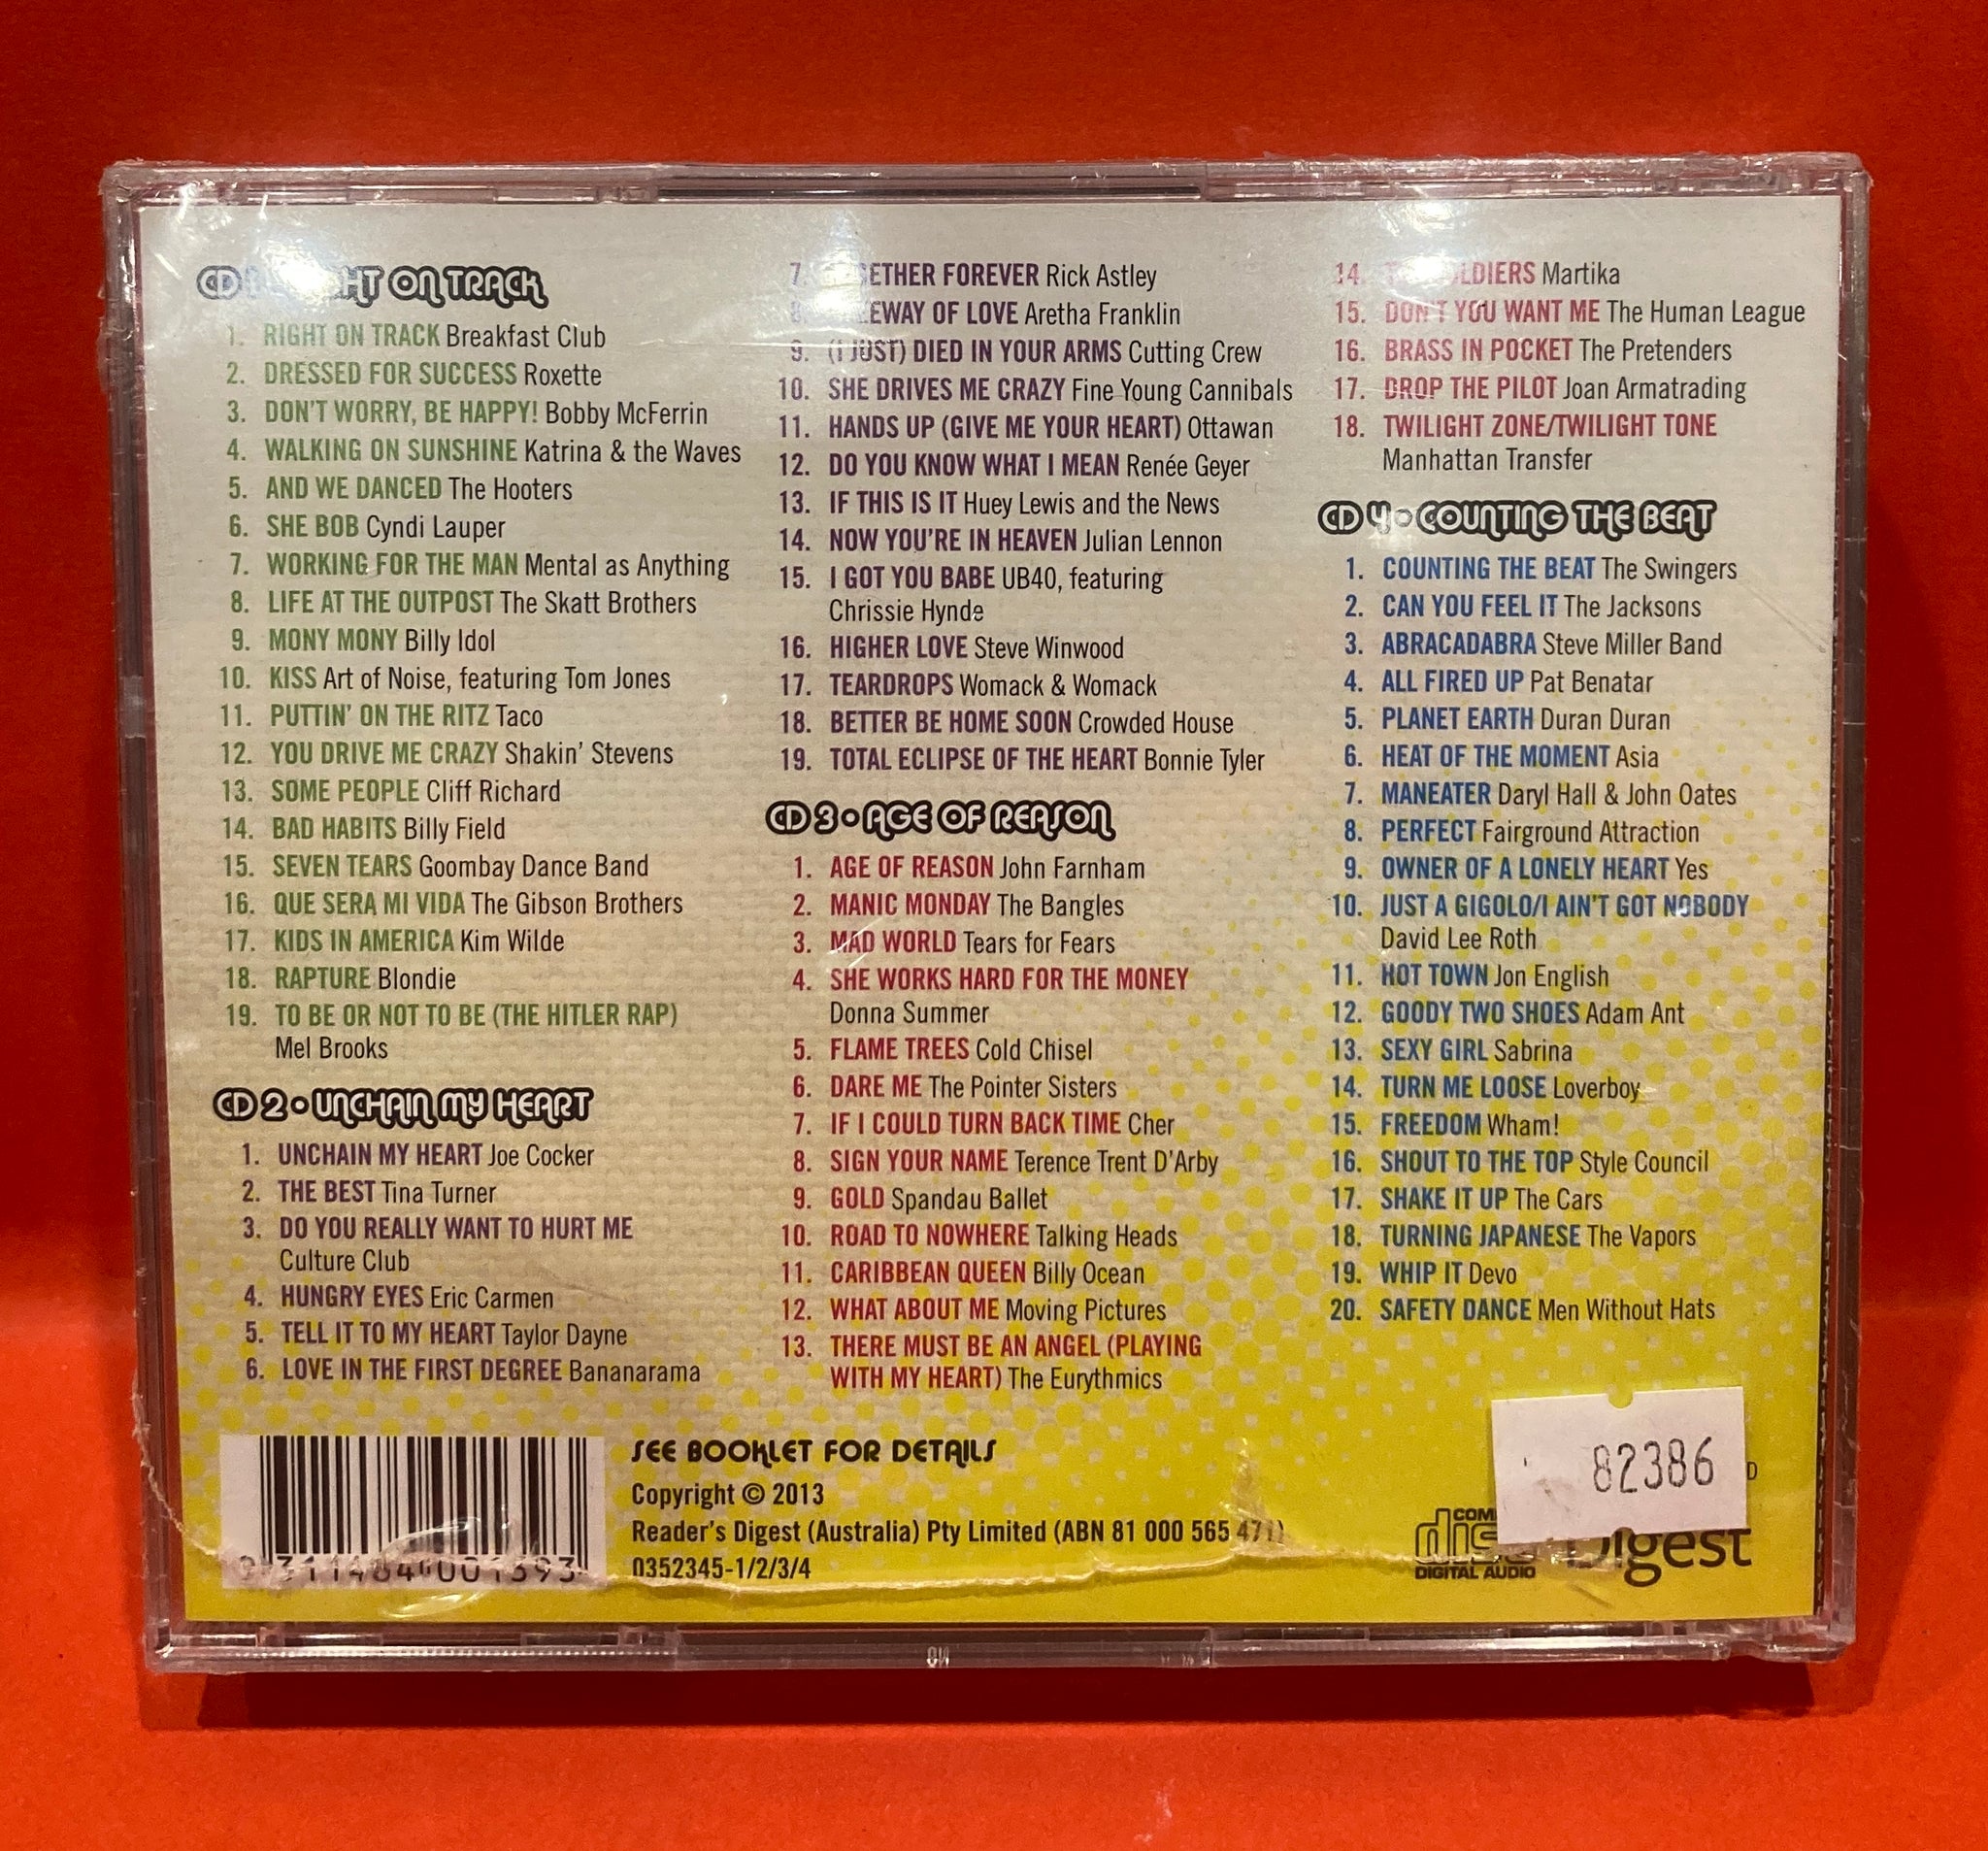 CD ON TRACK
1. RIGHT ON TRACK Breakfast Club
2. DRESSED FOR SUCCESS Roxette
3. DON'T WORRY, BE HAPPY! Bobby McFerrin
4. WALKING ON SUNSHINE Katrina & the Waves
5. AND WE DANCED The Hooters
6. SHE BOB Cyndi Lauper
7. WORKING FOR THE MAN Mental as Anything
8. LIFE AT THE OUTPOST The Skatt Brothers
9. MONY MONY Billy Idol
10. KISS Art of Noise, featuring Tom Jones
11. PUTTIN' ON THE RITZ Taco
12. YOU DRIVE ME CRAZY Shakin' Stevens
13. SOME PEOPLE Cliff Richard
14. BAD HABITS Billy Field
15. SEVEN TEARS Goombay Dance Band
16. QUE SERA MI VIDA The Gibson Brothers
17. KIDS IN AMERICA Kim Wilde
18. RAPTURE Blondie
19. TO BE OR NOT TO BE (THE HITLER RAP)
Mel Brooks
CD 2 • UNCHAIN MY HEART
1. UNCHAIN MY HEART Joe Cocker
2. THE BEST Tina Turner
3. DO YOU REALLY WANT TO HURT ME
Culture Club
4. HUNGRY EYES Eric Carmen
5. TELL IT TO MY HEART Taylor Dayne
6. LOVE IN THE FIRST DEGREE Bananarama
7. FOREVER Rick Astley
8. OF LOVE Aretha Franklin
9. (I JUST) DIED IN YOUR ARMS Cutting Crew
10. SHE DRIVES ME CRAZY Fine Young Cannibals
11. HANDS UP (GIVE ME YOUR HEART) Ottawan
12. DO YOU KNOW WHAT I MEAN Renée Geyer
13. IF THIS IS IT Huey Lewis and the News
14. NOW YOU'RE IN HEAVEN Julian Lennon
15. I GOT YOU BABE UB40, featuring
Chrissie Hynde
16. HIGHER LOVE Steve Winwood
17. TEARDROPS Womack & Womack
18. BETTER BE HOME SOON Crowded House
19. TOTAL ECLIPSE OF THE HEART Bonnie Tyler
CD 3 • AGE OF REASON
1. AGE OF REASON John Farnham
2. MANIC MONDAY The Bangles
3. MAD WORLD Tears for Fears
4. SHE WORKS HARD FOR THE MONEY
Donna Summer
5. FLAME TREES Cold Chisel
6. DARE ME The Pointer Sisters
7. IF I COULD TURN BACK TIME Cher
8. SIGN YOUR NAME Terence Trent D'Arby
9. GOLD Spandau Ballet
10. ROAD TO NOWHERE Talking Heads
11. CARIBBEAN QUEEN Billy Ocean
12. WHAT ABOUT ME Moving Pictures
13. THERE MUST BE AN ANGEL (PLAYING
WITH MY HEART) The Eurythmics
14. Martika
15. DON'T YOU WANT ME The Human League
16. BRASS IN POCKET The Pretenders
17. DROP THE PILOT Joan Armatrading
18. TWILIGHT ZONE/TWILIGHT TONE
Manhattan Transfer
CD 4 • COUNTING THE BEAT
1. COUNTING THE BEAT The Swingers
2. CAN YOU FEEL IT The Jacksons
3. ABRACADABRA Steve Miller Band
4. ALL FIRED UP Pat Benatar
5. PLANET EARTH Duran Duran
6. HEAT OF THE MOMENT Asia
7. MANEATER Daryl Hall & John Oates
8. PERFECT Fairground Attraction
9. OWNER OF A LONELY HEART Yes
10. JUST A GIGOLO/I AIN'T GOT NOBODY
David Lee Roth
11. HOT TOWN Jon English
12. GOODY TWO SHOES Adam Ant
13. SEXY GIRL Sabrina
14. TURN ME LOOSE Loverboy
15. FREEDOM Wham!
16. SHOUT TO THE TOP Style Council
17. SHAKE IT UP The Cars
18. TURNING JAPANESE The Vapors
19. WHIP IT Devo
20. SAFETY DANCE Men Without Hats
SEE BOOKLET FOR DETAILS
Copyright © 2013
Reader's Digest (Australia) Pty Limited (ABN 81 000 565 471)
0352345-1/2/3/4
9 311484 001393
82386
Digest
DIGITAL AUDIO